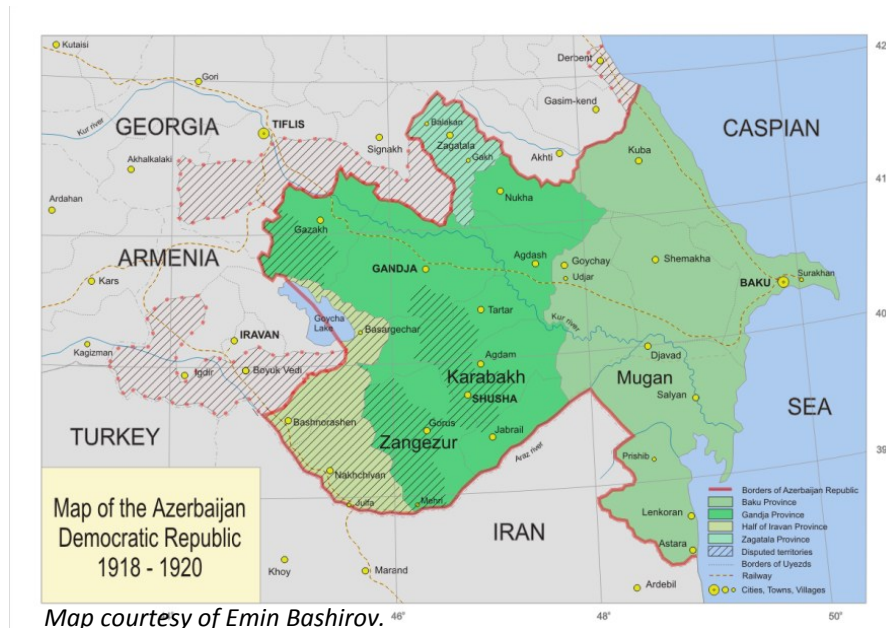 Kutaisi
Gori
Derbent
42
Kur river
Balakan
Gasim-kend
GEORGIA
TIFLIS
Zagatala
CASPIAN
Signakh
Gakh
Akhti
Kuba
Akhalkalaki
Ardahan
Nukha
41
Gazakh
ARMENIA
Agdash
Goychay
Shemakha
GANDJA
Udjar
Surakhan
Kars
BAKU
Goycha
Lake
Tartar
Kur river
40
IRAVAN
Basargechar
Kagizman
Agdam
Djavad
Igdir
Boyuk Vedi
Karabakh
Mugan
SHUSHA
Salyan
SEA
Bashnorashen
Gorus
Jabrail
TURKEY
Zangezur
Araz river
39
Prishib
Nakhchivan
Julfa
Mehri
Lenkoran
IRAN
Astara
Khoy
Marand
Ardebil
Map of the Azerbaijan
Democratic Republic
1918 - 1920
Borders of Azerbaijan Republic
Baku Province
Gandja Province
Half of Iravan Province
Zagatala Province
Disputed territories
Borders of Uyezds
Railway
Cities, Towns, Villages
46°
48°
50°
Map courtesy of Emin Bashirov.